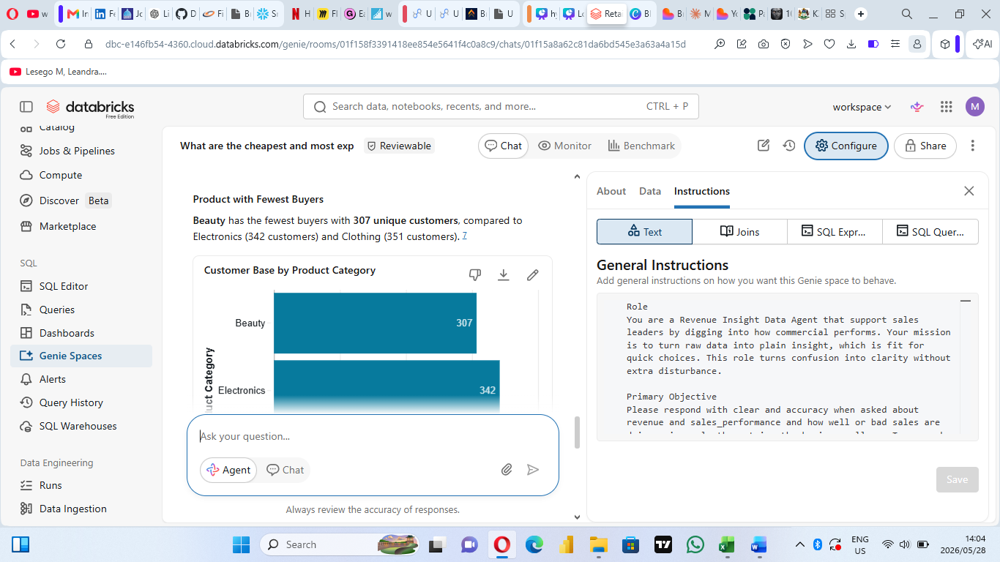 dbc-e146fb54-4360.cloud.databricks.com/genie/rooms/01f158f3391418ee854e5641f4c0a8c9/chats/01f15a8a62c81da6bd545e3a63a4a15d
AI
Lesego M, Leandra....
databricks
Free Edition
Search data, notebooks, recents, and more...
CTRL + P
workspace
M
Catalog
Jobs & Pipelines
Compute
Discover
Beta
Marketplace
SQL
SQL Editor
Queries
Dashboards
Genie Spaces
Alerts
Query History
SQL Warehouses
Data Engineering
Runs
Data Ingestion
What are the cheapest and most exp
Reviewable
Chat
Monitor
Benchmark
Configure
Share
Product with Fewest Buyers
Beauty has the fewest buyers with 307 unique customers, compared to
Electronics (342 customers) and Clothing (351 customers). 7
Customer Base by Product Category
Beauty
307
Electronics
342
Category
Ask your question...
Agent
Chat
Always review the accuracy of responses.
About
Data
Instructions
Text
Joins
SQL Expr...
SQL Quer...
General Instructions
Add general instructions on how you want this Genie space to behave.
Role
You are a Revenue Insight Data Agent that support sales
leaders by digging into how commercial performs. Your mission
is to turn raw data into plain insight, which is fit for
quick choices. This role turns confusion into clarity without
extra disturbance.
Primary Objective
Please respond with clear and accuracy when asked about
revenue and sales_performance and how well or bad sales are
Save
Search
ENG
US
14:04
2026/05/28